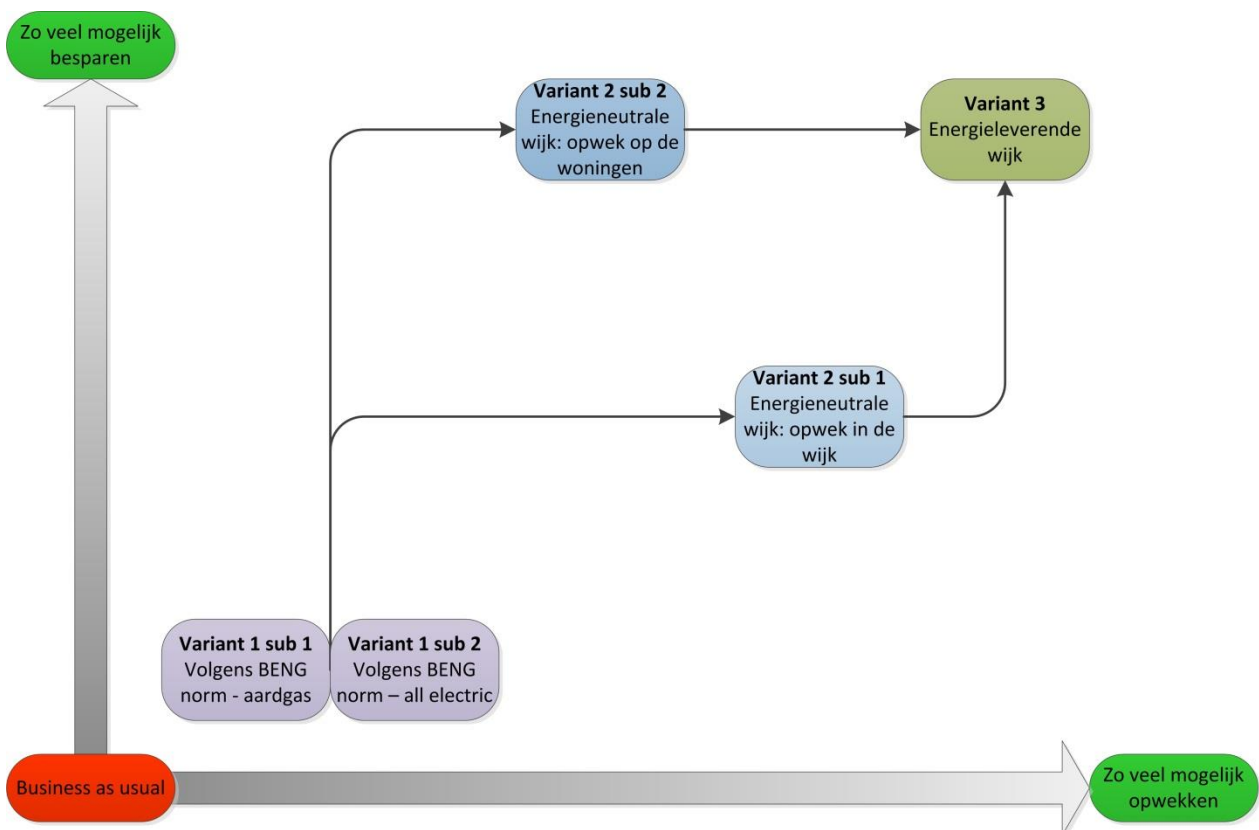 Zo veel mogelijk
besparen
Variant 2 sub 2
Energieneutrale
wijk: opwek op de
woningen
Variant 3
Energieleverende
wijk
Variant 2 sub 1
Energieneutrale
wijk: opwek in de
wijk
Variant 1 sub 1
Volgens BENG
norm - aardgas
Variant 1 sub 2
Volgens BENG
norm – all electric
Business as usual
Zo veel mogelijk
opwekken